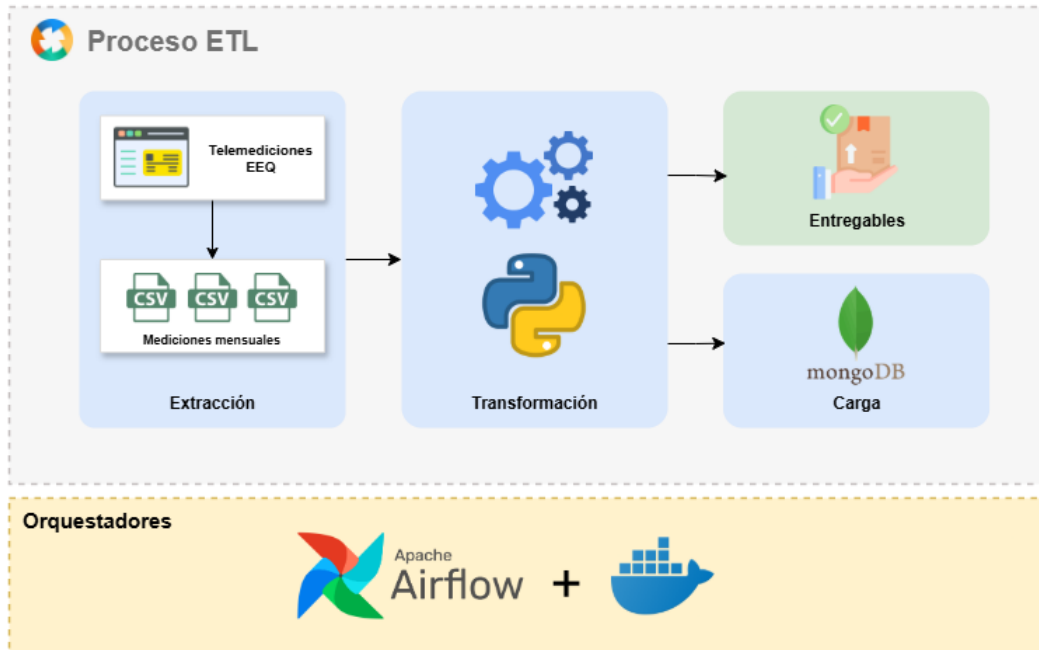 Proceso ETL
Telemediciones
EEQ
CSV CSV CSV
Mediciones mensuales
Extracción
Transformación
Entregables
mongoDB
Carga
Orquestadores
Apache
Airflow +